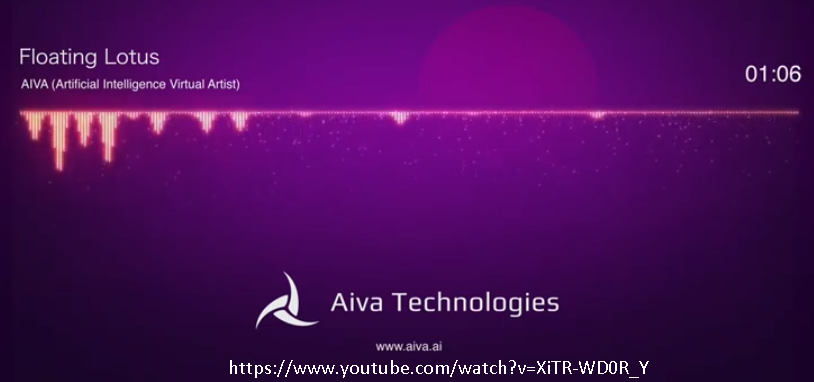 Floating Lotus
AIVA (Artificial Intelligence Virtual Artist)
01:06
Aiva Technologies
www.aiva.ai
https://www.youtube.com/watch?v=XiTR-WD0R_Y